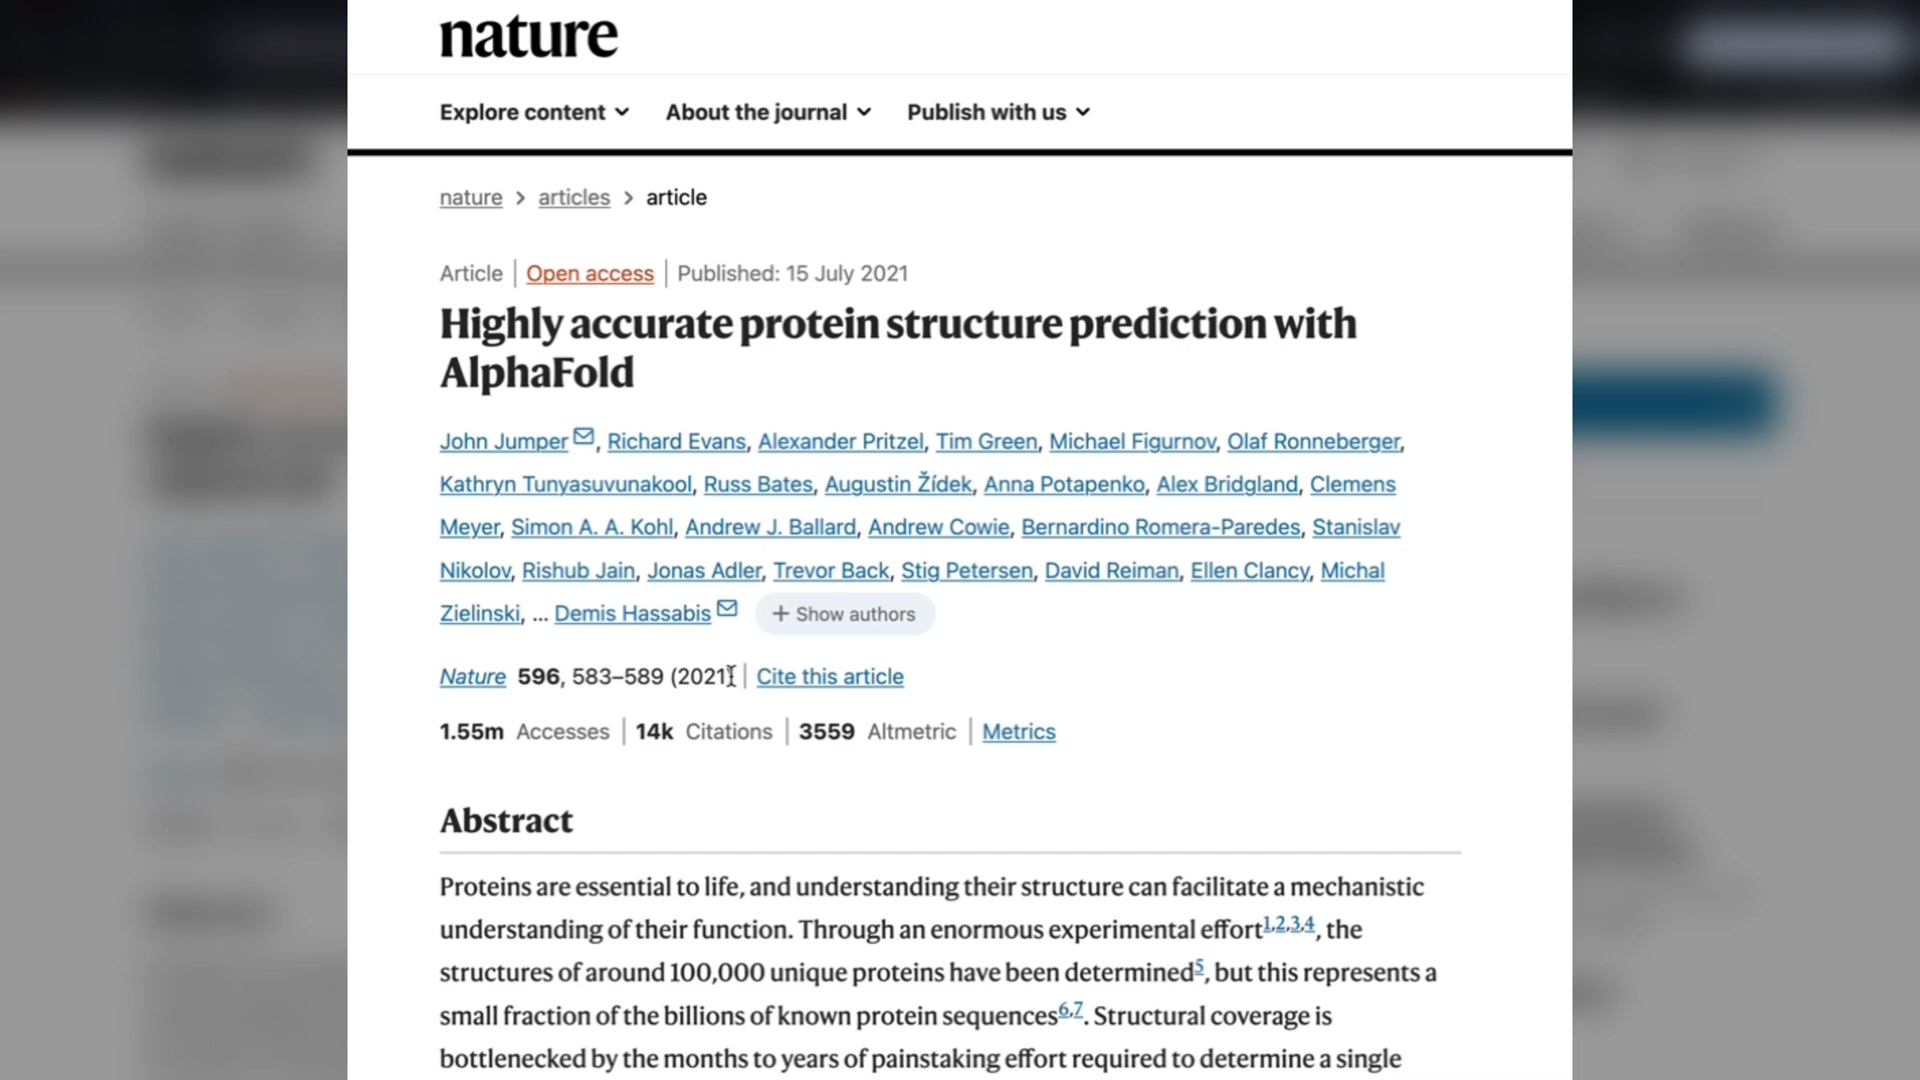 nature
Explore content About the journal Publish with us
nature > articles > article
Article | Open access | Published: 15 July 2021
Highly accurate protein structure prediction with
AlphaFold
John Jumper, Richard Evans, Alexander Pritzel, Tim Green, Michael Figurnov, Olaf Ronneberger,
Kathryn Tunyasuvunakool, Russ Bates, Augustin Žídek, Anna Potapenko, Alex Bridgland, Clemens
Meyer, Simon A. A. Kohl, Andrew J. Ballard, Andrew Cowie, Bernardino Romera-Paredes, Stanislav
Nikolov, Rishub Jain, Jonas Adler, Trevor Back, Stig Petersen, David Reiman, Ellen Clancy, Michal
Zielinski, ... Demis Hassabis + Show authors
Nature 596, 583–589 (2021) | Cite this article
1.55m Accesses | 14k Citations | 3559 Altmetric | Metrics
Abstract
Proteins are essential to life, and understanding their structure can facilitate a mechanistic
understanding of their function. Through an enormous experimental effort1,2,3,4, the
structures of around 100,000 unique proteins have been determined5, but this represents a
small fraction of the billions of known protein sequences6,7. Structural coverage is
bottlenecked by the months to years of painstaking effort required to determine a single